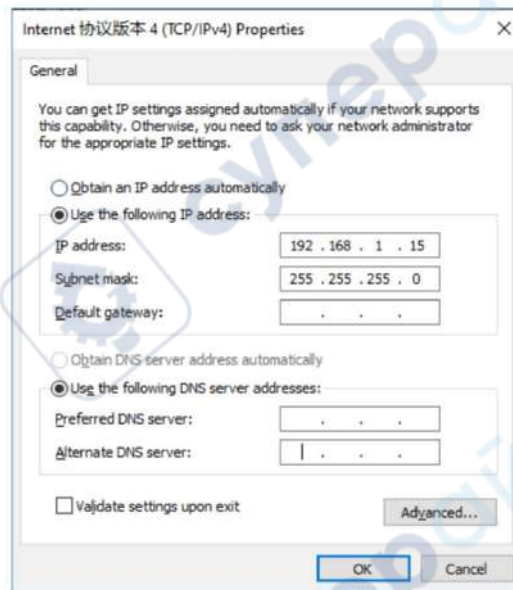 Internet 协议版本 4 (TCP/IPv4) Properties
General
You can get IP settings assigned automatically if your network supports
this capability. Otherwise, you need to ask your network administrator
for the appropriate IP settings.
Obtain an IP address automatically
Use the following IP address:
IP address: 192 . 168 . 1 . 15
Subnet mask: 255 . 255 . 255 . 0
Default gateway: . . .
Obtain DNS server address automatically
Use the following DNS server addresses:
Preferred DNS server: . . .
Alternate DNS server: . . .
Validate settings upon exit
Advanced...
OK Cancel